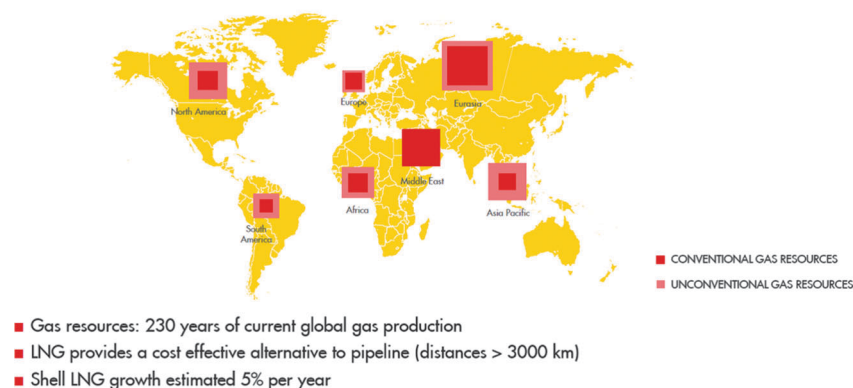 North America
Europe
Eurasia
Middle East
Africa
Asia Pacific
South
America
CONVENTIONAL GAS RESOURCES
UNCONVENTIONAL GAS RESOURCES
Gas resources: 230 years of current global gas production
LNG provides a cost effective alternative to pipeline (distances > 3000 km)
Shell LNG growth estimated 5% per year